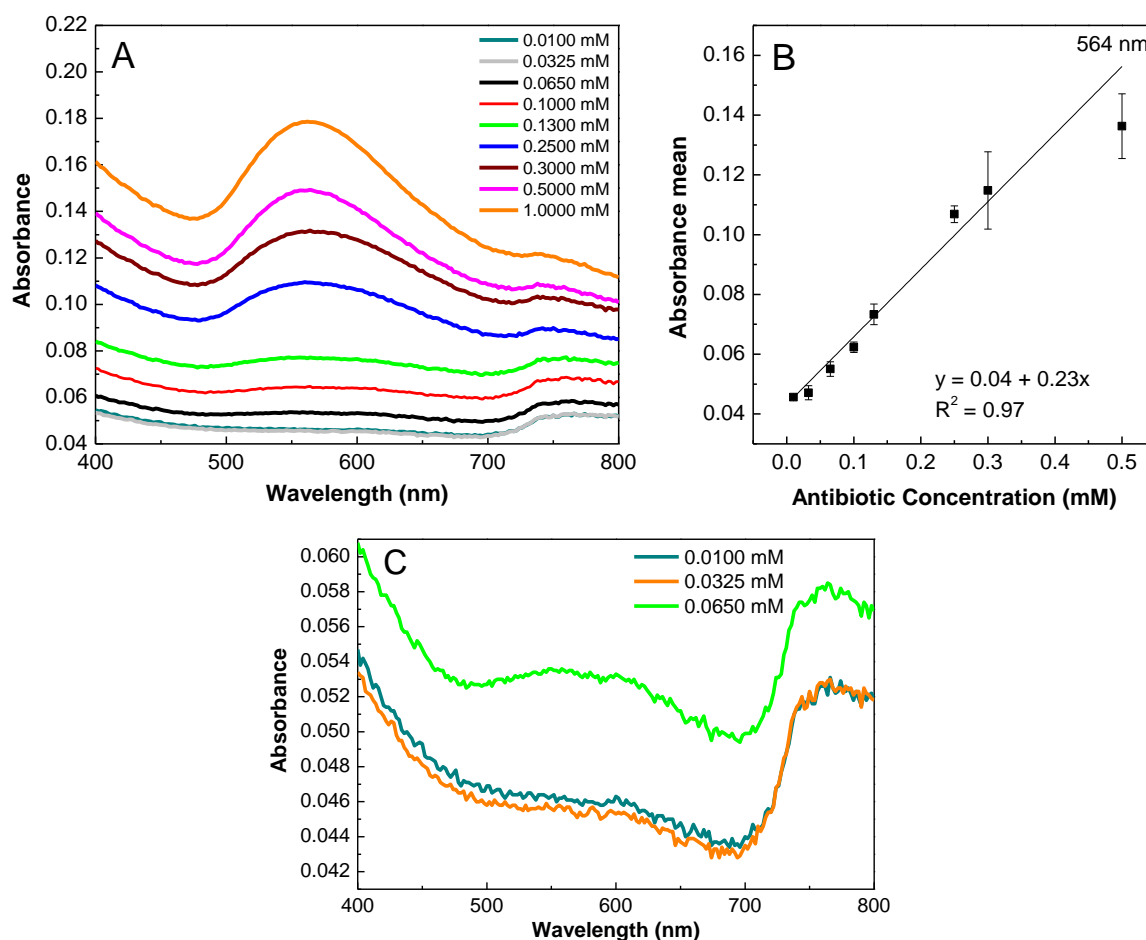 A
0.0100 mM
0.0325 mM
0.0650 mM
0.1000 mM
0.1300 mM
0.2500 mM
0.3000 mM
0.5000 mM
1.0000 mM
0.22
0.20
0.18
0.16
0.14
0.12
0.10
0.08
0.06
0.04
Absorbance
400 500 600 700 800
Wavelength (nm)
B
564 nm
0.16
0.14
0.12
0.10
0.08
0.06
0.04
Absorbance mean
y = 0.04 + 0.23x
R² = 0.97
0.0 0.1 0.2 0.3 0.4 0.5
Antibiotic Concentration (mM)
C
0.0100 mM
0.0325 mM
0.0650 mM
0.060
0.058
0.056
0.054
0.052
0.050
0.048
0.046
0.044
0.042
Absorbance
400 500 600 700 800
Wavelength (nm)